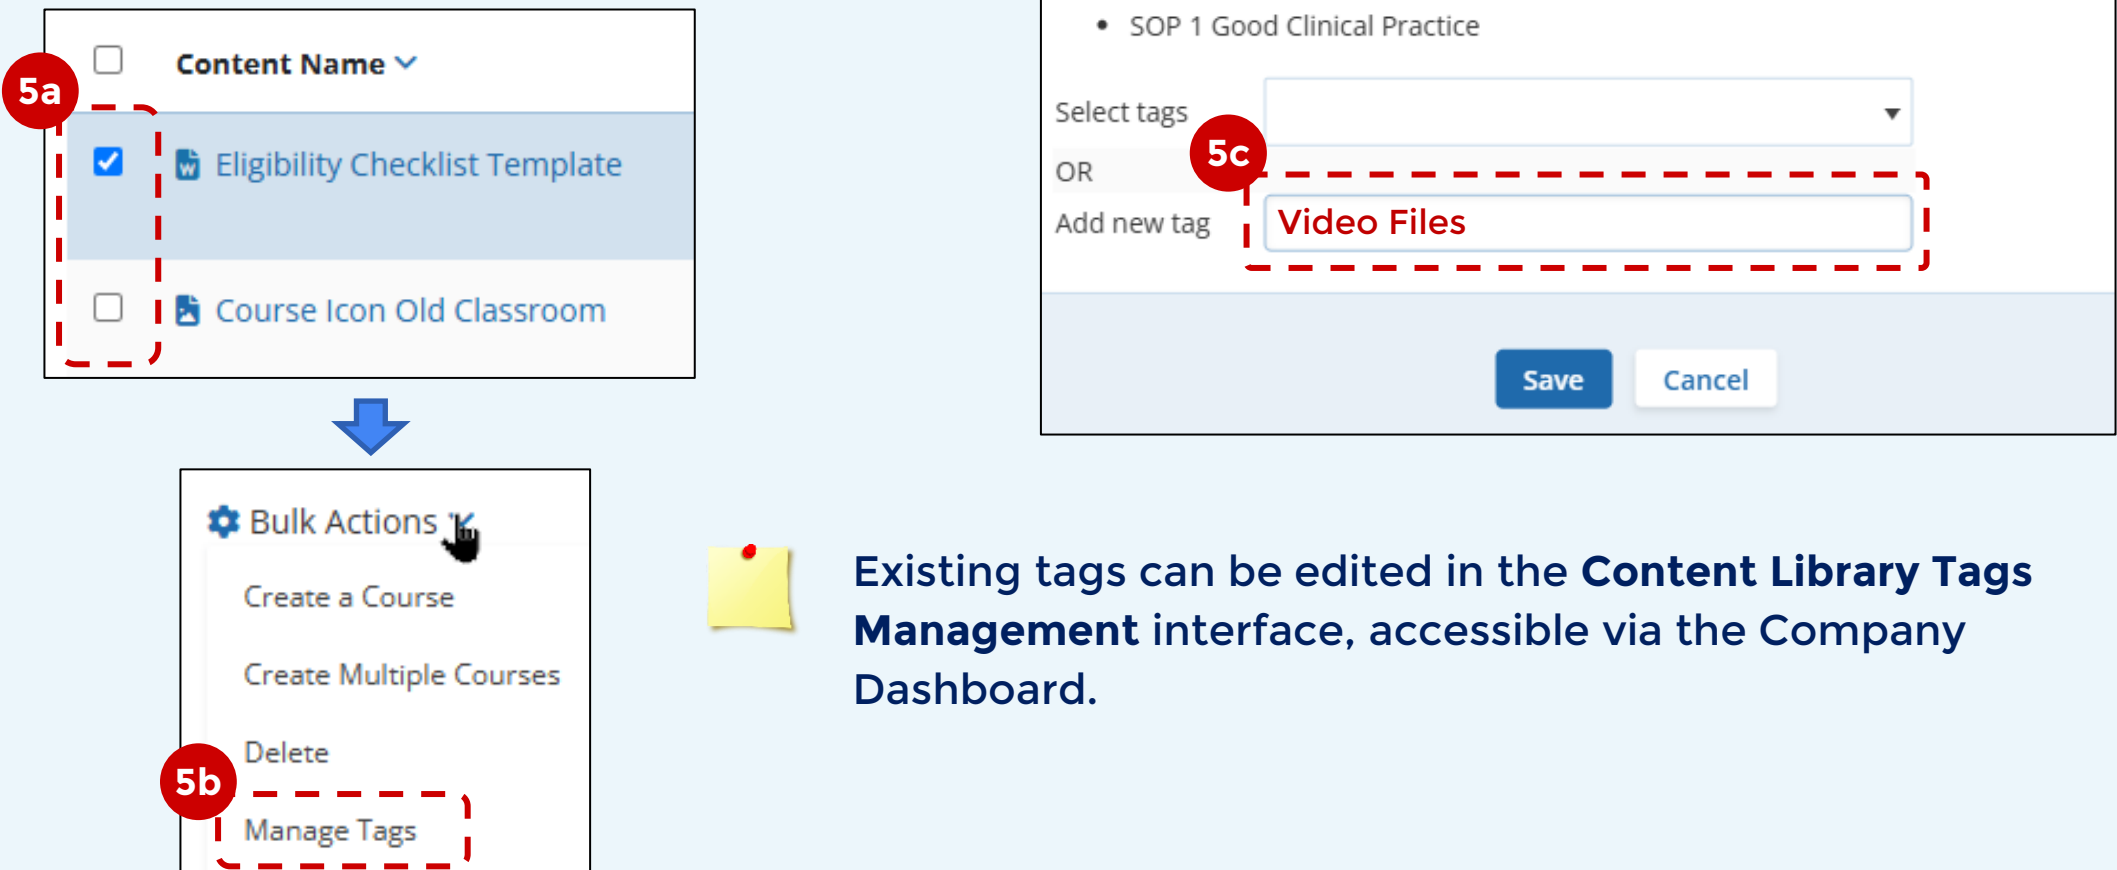 5a
Content Name
Eligibility Checklist Template
Course Icon Old Classroom
Bulk Actions
Create a Course
Create Multiple Courses
Delete
5b
Manage Tags
SOP 1 Good Clinical Practice
Select tags
5c
OR
Add new tag Video Files
Save Cancel
Existing tags can be edited in the Content Library Tags
Management interface, accessible via the Company
Dashboard.